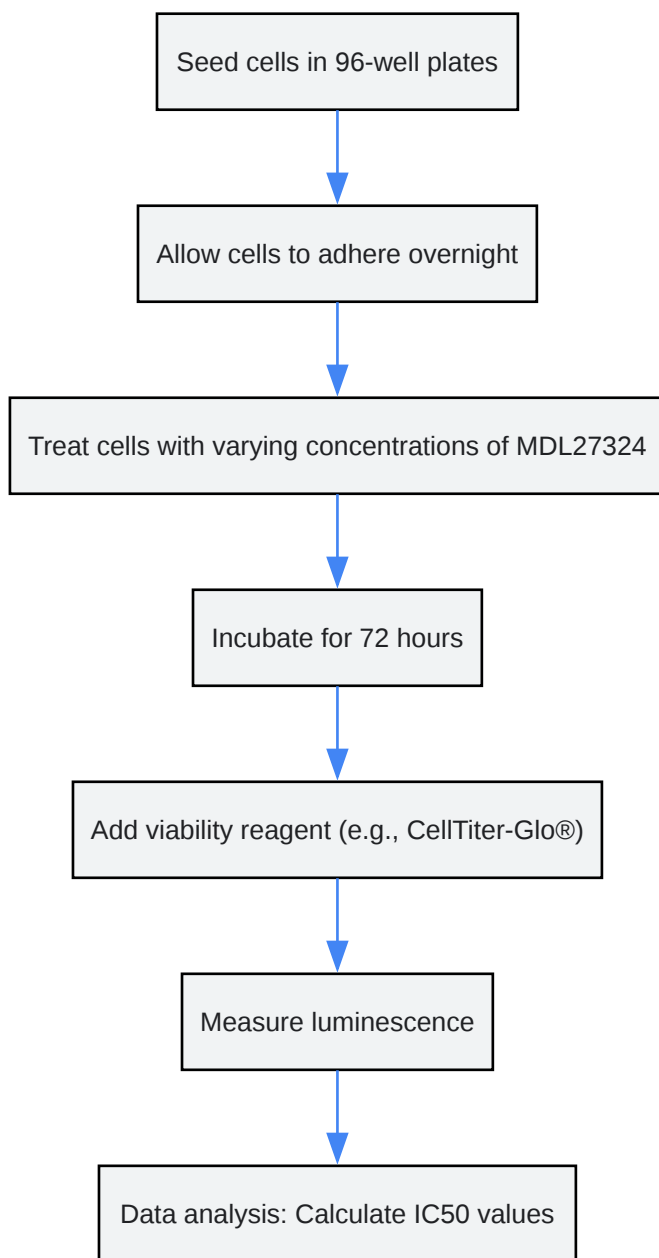 Seed cells in 96-well plates
Allow cells to adhere overnight
Treat cells with varying concentrations of MDL27324
Incubate for 72 hours
Add viability reagent (e.g., CellTiter-Glo®)
Measure luminescence
Data analysis: Calculate IC50 values